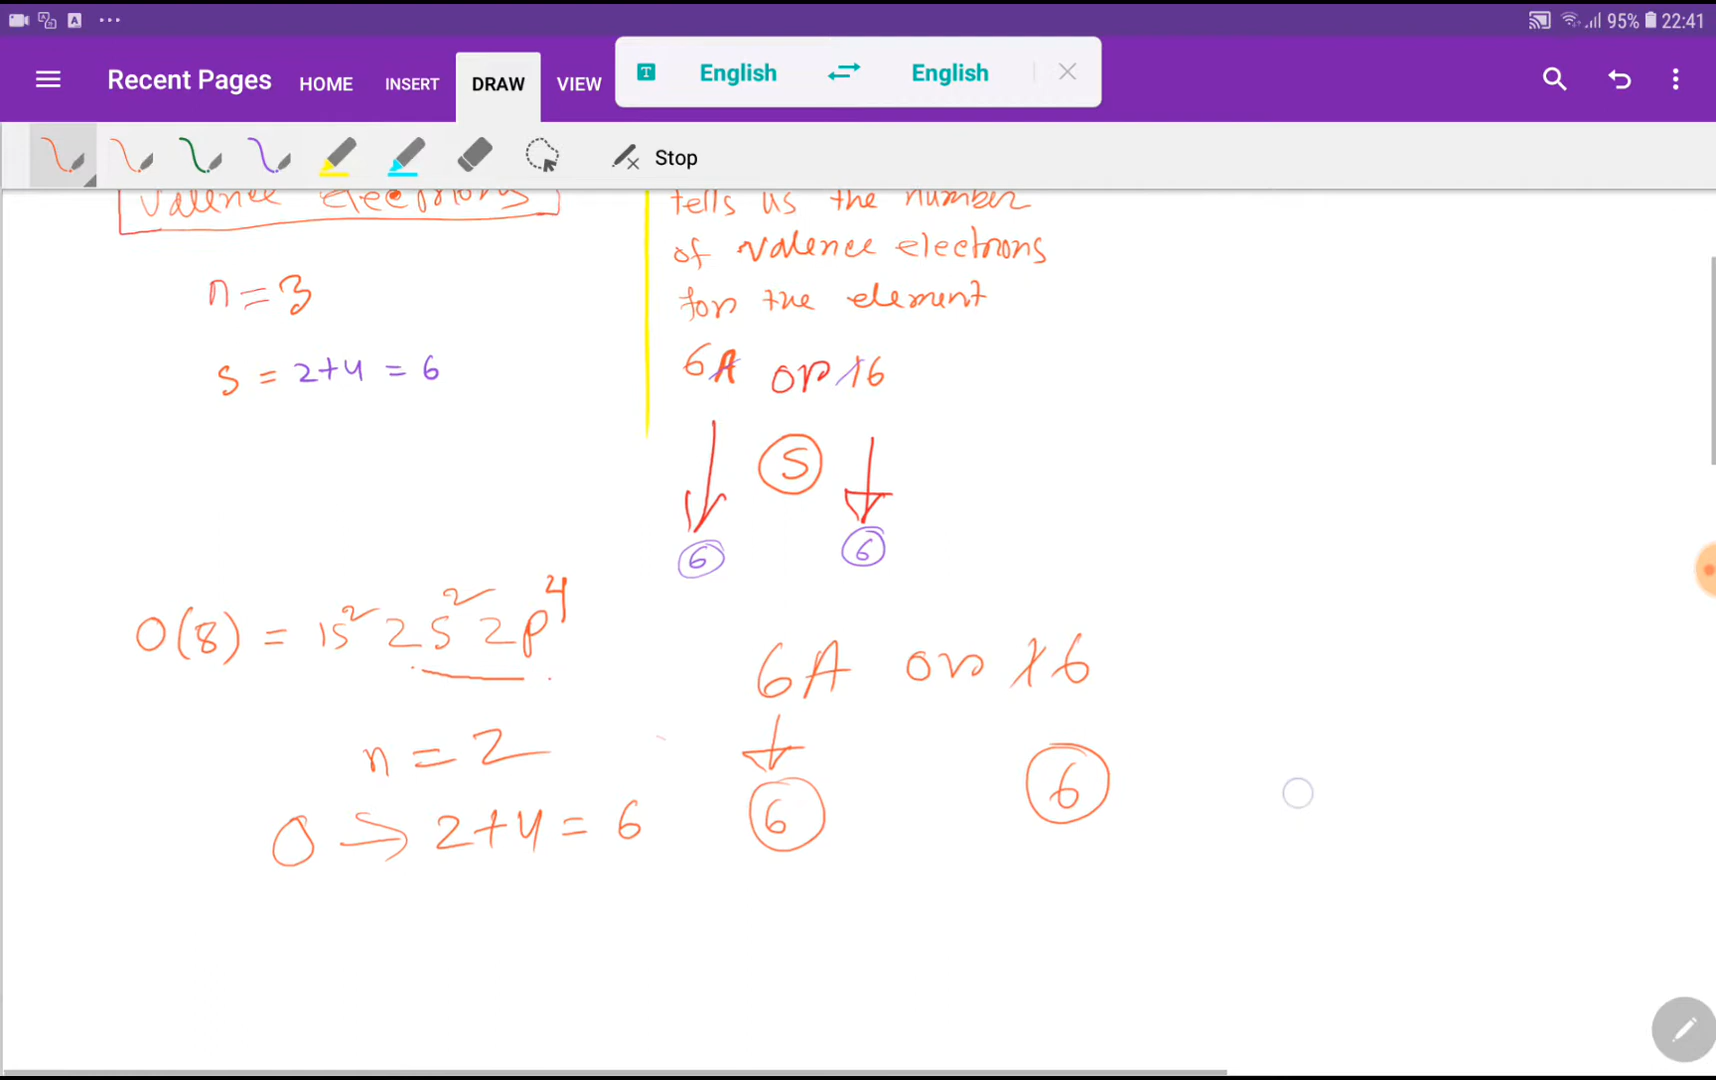 95% 22:41
Recent Pages HOME INSERT DRAW VIEW
English English
Stop
Valence electrons
n = 3
S = 2+4 = 6
tells us the number
of valence electrons
for the element
6A or 16
S
6 6
O(8) = 1s² 2s² 2p⁴
n = 2
O → 2+4 = 6
6A or 16
6 6